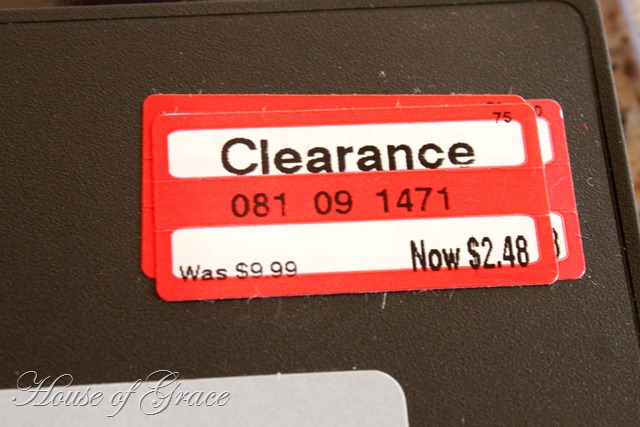 75
Clearance
081 09 1471
Was $9.99 Now $2.48
House of Grace